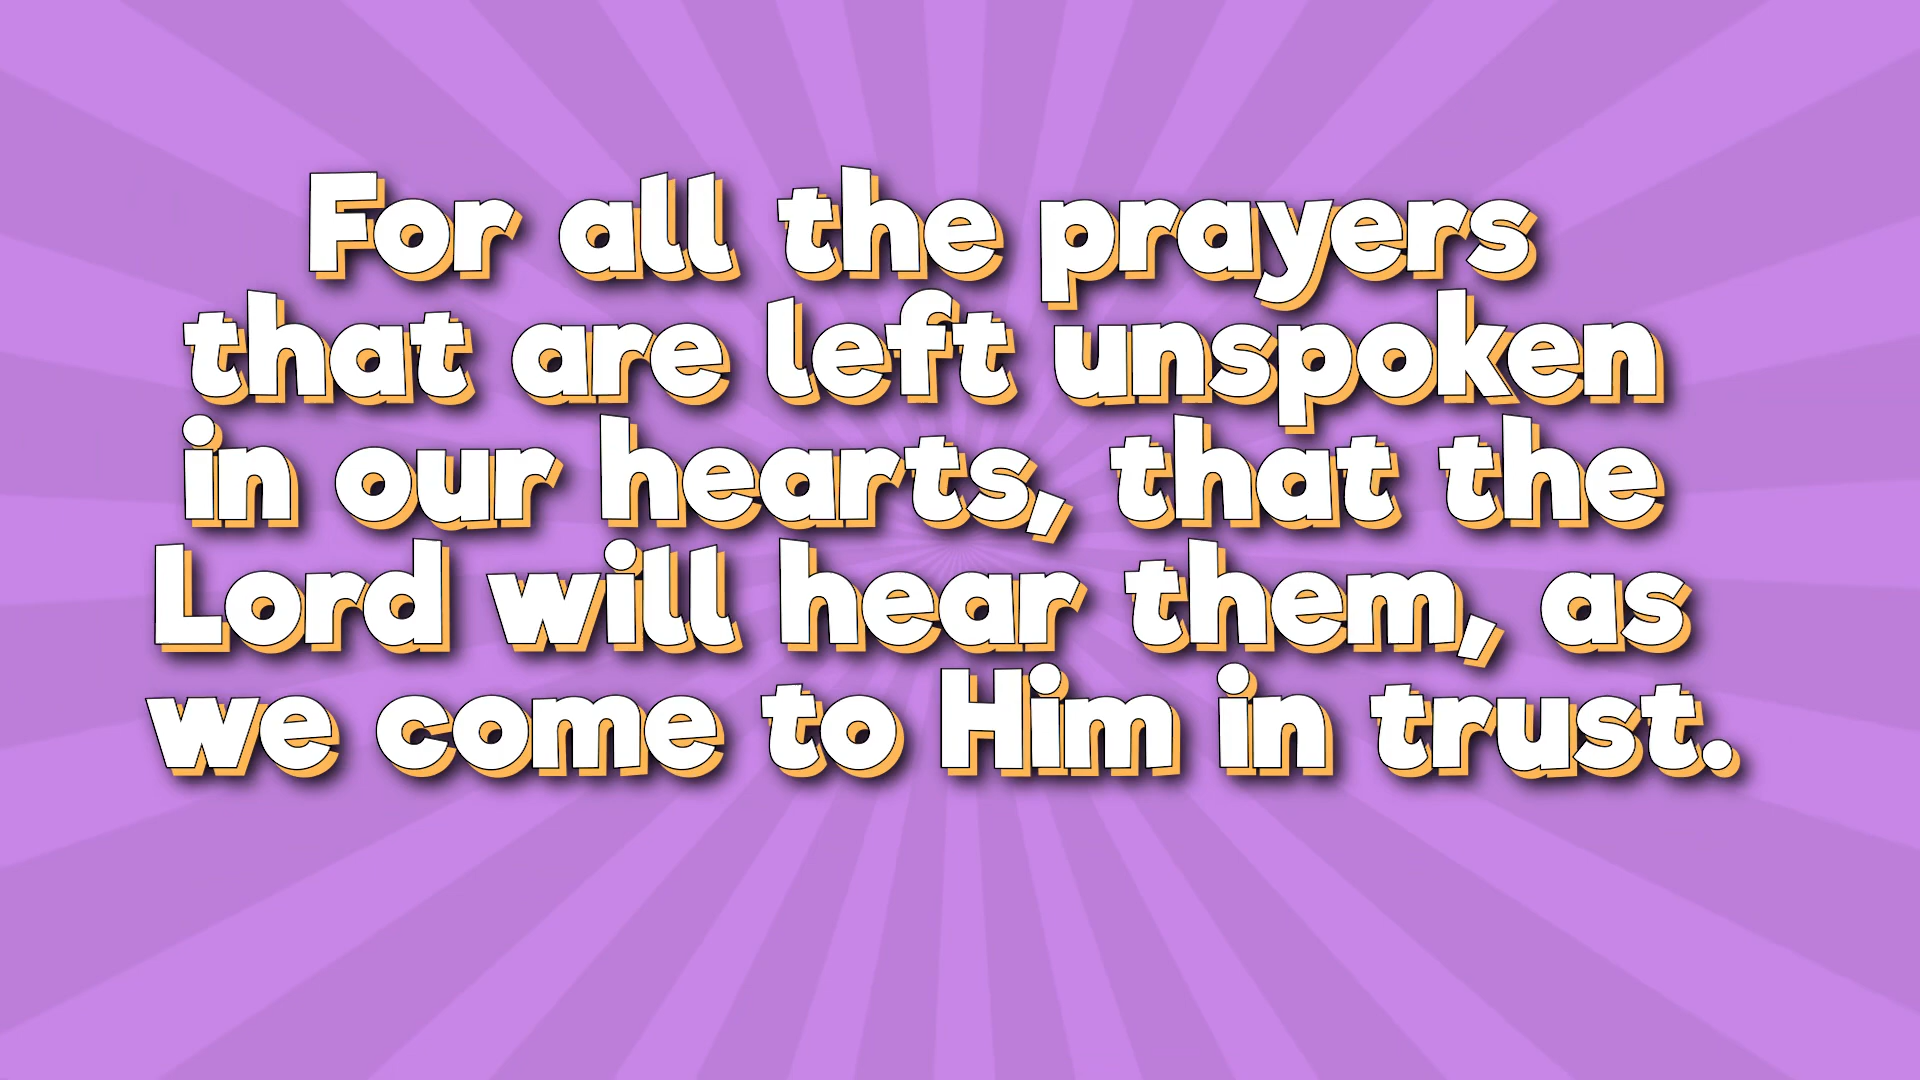 For all the prayers
that are left unspoken
in our hearts, that the
Lord will hear them, as
we come to Him in trust.